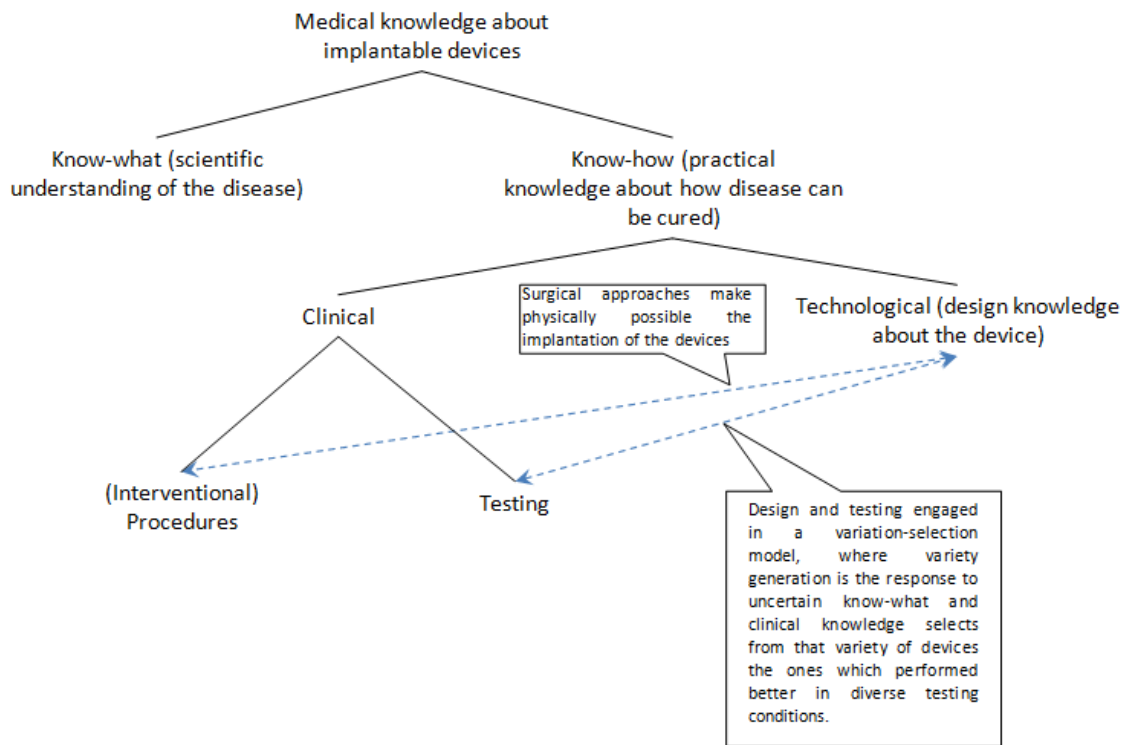 Medical knowledge about
implantable devices
Know-what (scientific
understanding of the disease)
Know-how (practical
knowledge about how disease can
be cured)
Clinical
Surgical approaches make
physically possible the
implantation of the devices
Technological (design knowledge
about the device)
(Interventional)
Procedures
Testing
Design and testing engaged
in a variation-selection
model, where variety
generation is the response to
uncertain know-what and
clinical knowledge selects
from that variety of devices
the ones which performed
better in diverse testing
conditions.